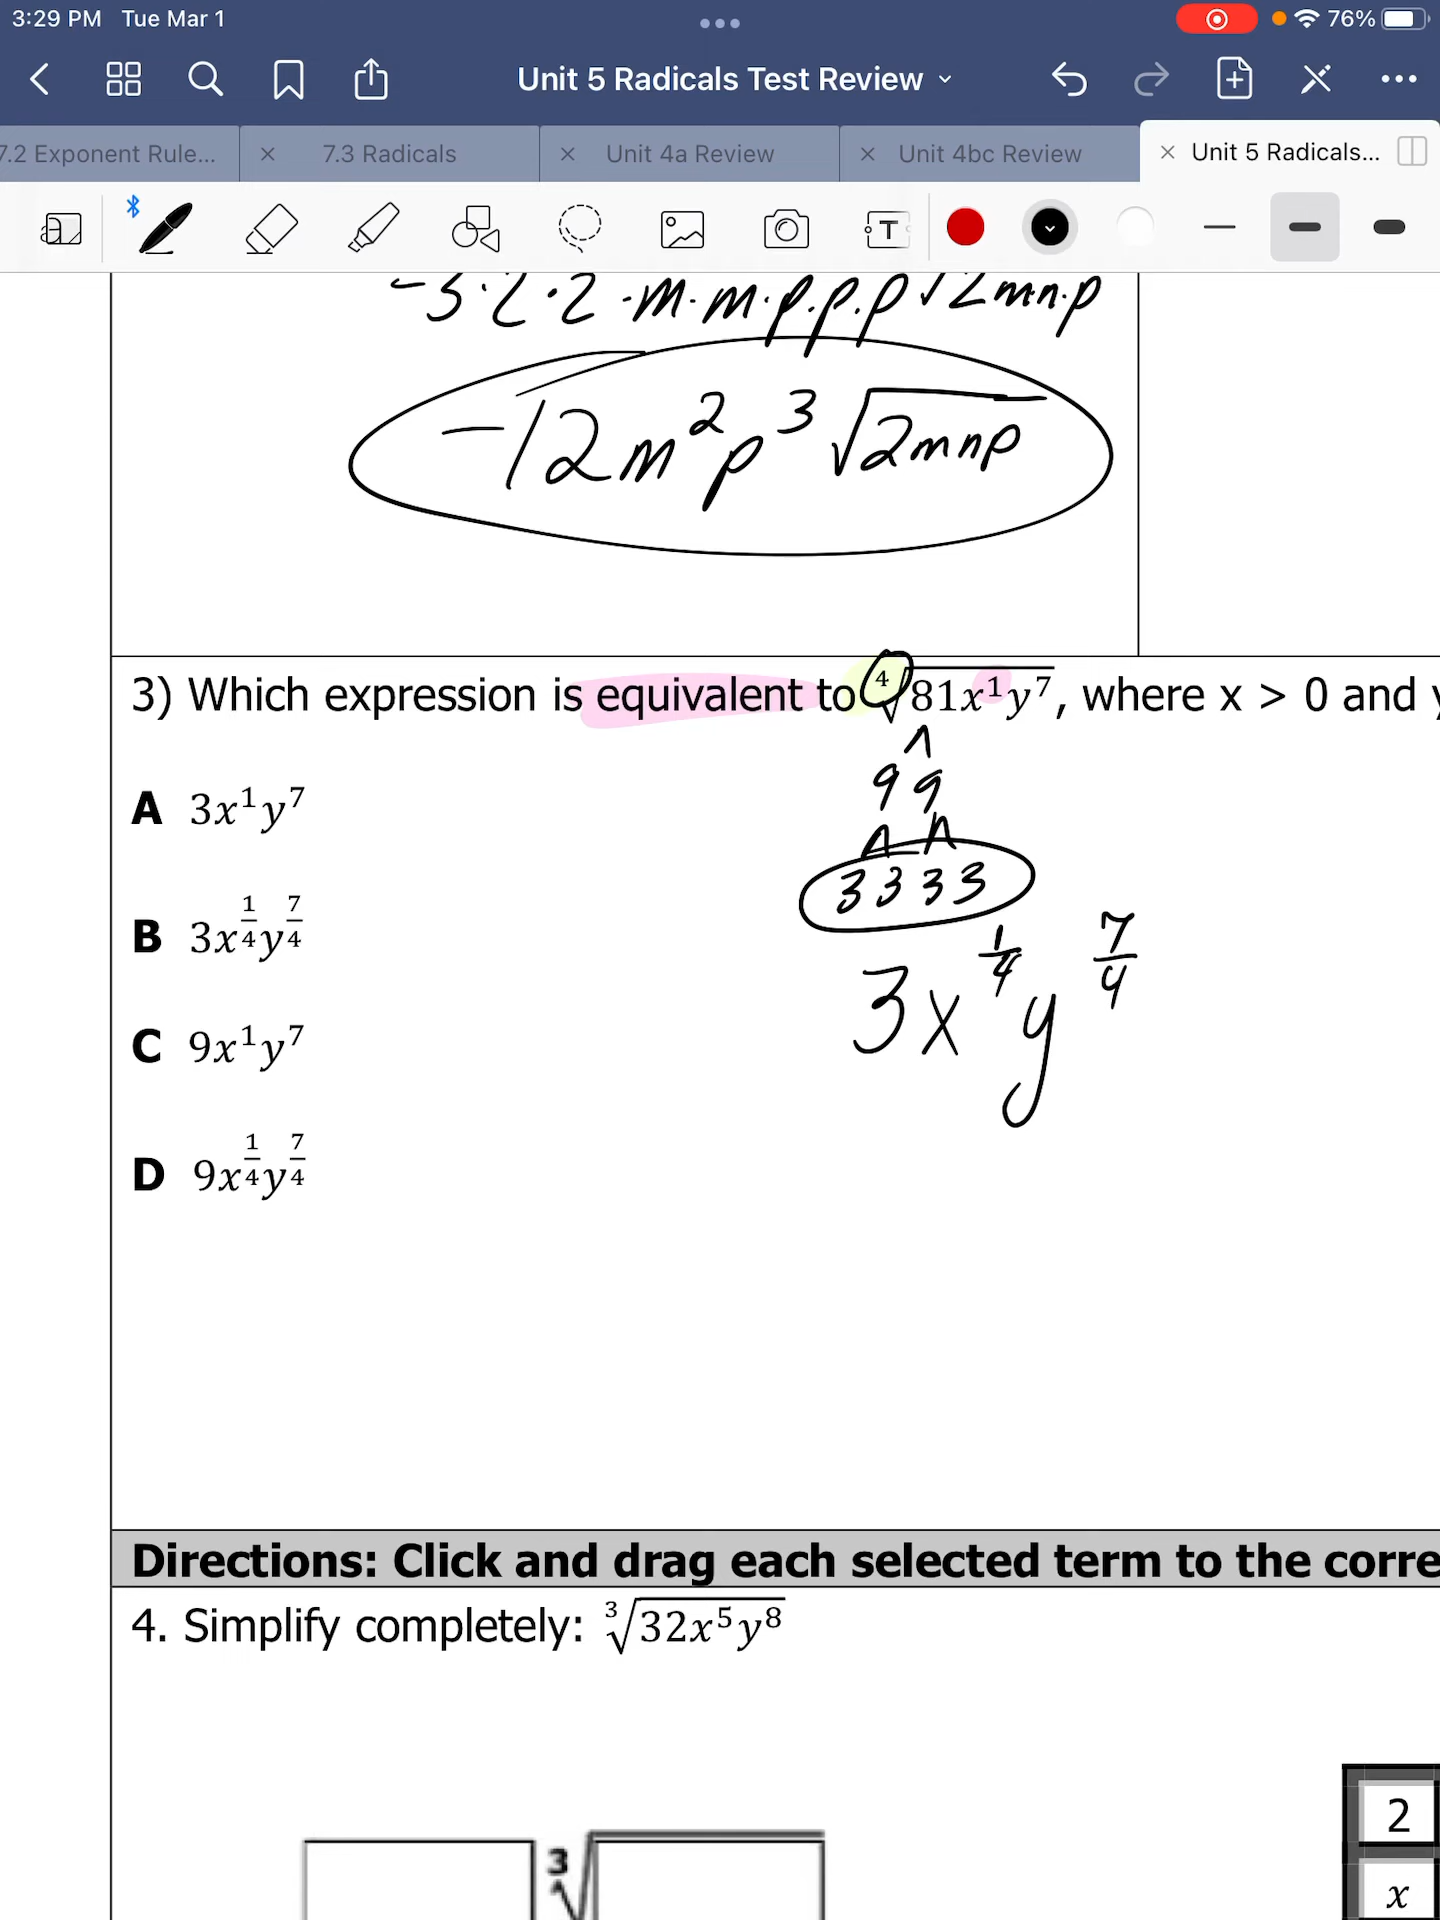 3:29 PM Tue Mar 1
76%
Unit 5 Radicals Test Review
7.2 Exponent Rule... × 7.3 Radicals × Unit 4a Review × Unit 4bc Review × Unit 5 Radicals...
T
-3·2·2·m·m·p·p·p√2m·n·p
-12m²p³√2mnp
3) Which expression is equivalent to ⁴√81x¹y⁷, where x > 0 and y
9 9
3 3 3 3
3x^(1/4) y^(7/4)
A 3x¹y⁷
B 3x^(1/4)y^(7/4)
C 9x¹y⁷
D 9x^(1/4)y^(7/4)
Directions: Click and drag each selected term to the corre
4. Simplify completely: ³√32x⁵y⁸
3√
2
x